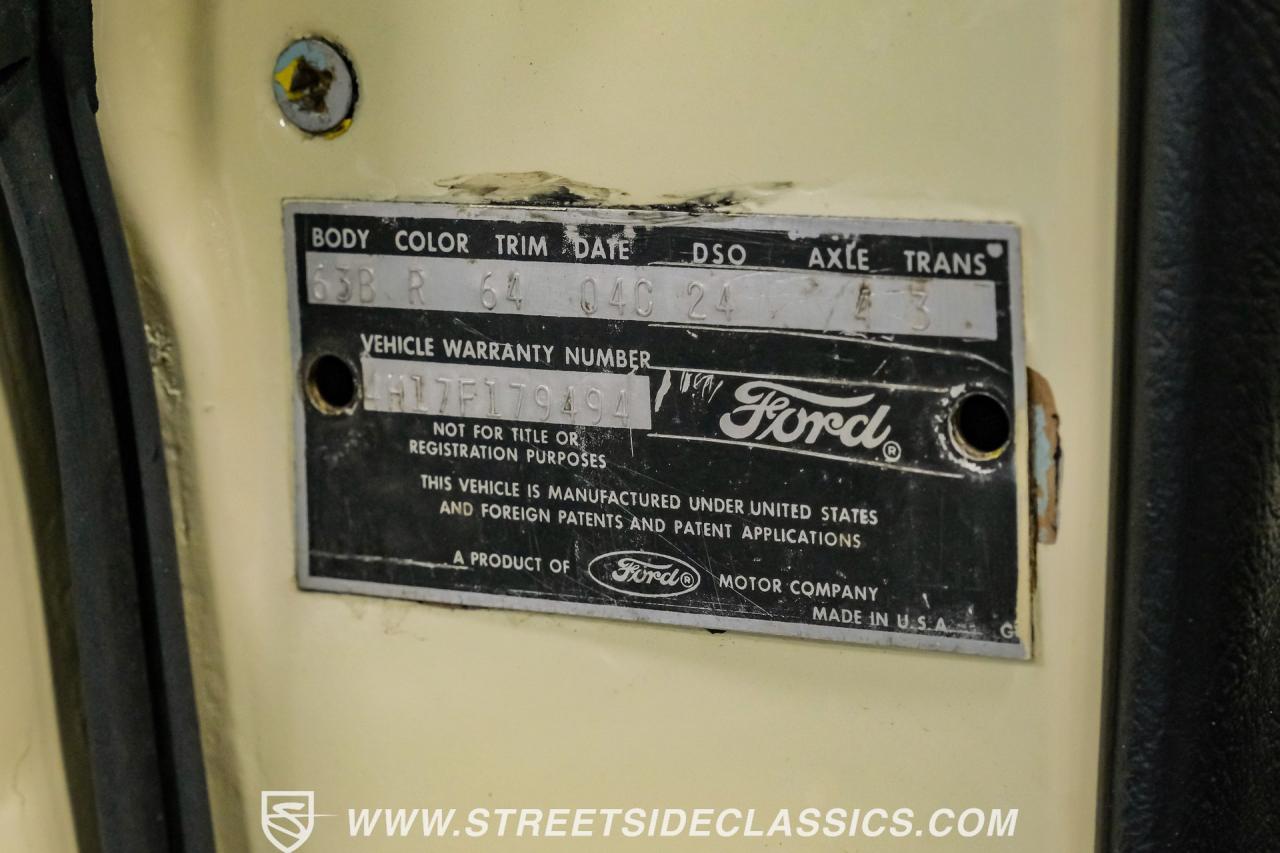 BODY COLOR TRIM DATE DSO AXLE TRANS
63B R 64 04C 24 4 3
VEHICLE WARRANTY NUMBER
4H17F179494
Ford®
NOT FOR TITLE OR
REGISTRATION PURPOSES
THIS VEHICLE IS MANUFACTURED UNDER UNITED STATES
AND FOREIGN PATENTS AND PATENT APPLICATIONS
A PRODUCT OF Ford® MOTOR COMPANY
MADE IN U.S.A. G
WWW.STREETSIDECLASSICS.COM